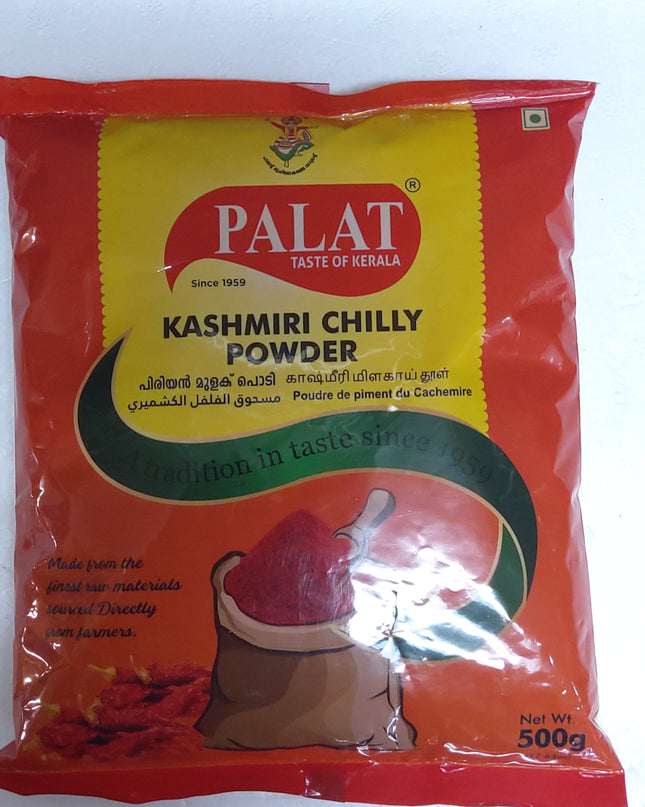 PALAT®
TASTE OF KERALA
Since 1959
KASHMIRI CHILLY
POWDER
പിരിയൻ മുളക് പൊടി காஷ்மீரி மிளகாய் தூள்
مسحوق الفلفل الكشميري Poudre de piment du Cachemire
A tradition in taste since 1959
Made from the
finest raw materials
sourced Directly
from farmers.
Net Wt.
500g